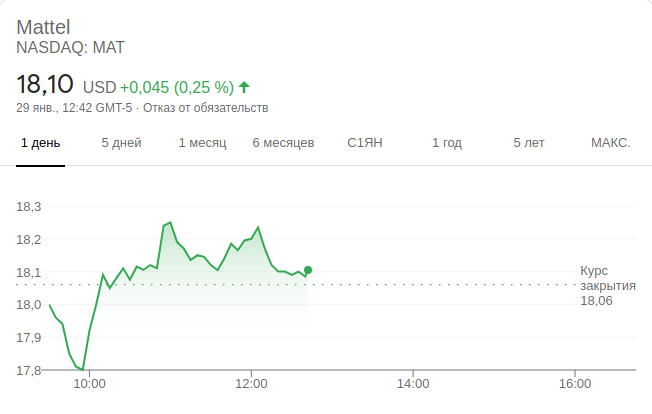 Mattel
NASDAQ: MAT
18,10 USD +0,045 (0,25 %)
29 янв., 12:42 GMT-5 · Отказ от обязательств
1 день 5 дней 1 месяц 6 месяцев С1ЯН 1 год 5 лет МАКС.
18,3
18,2
18,1
18,0
17,9
17,8
Курс
закрытия
18,06
10:00 12:00 14:00 16:00